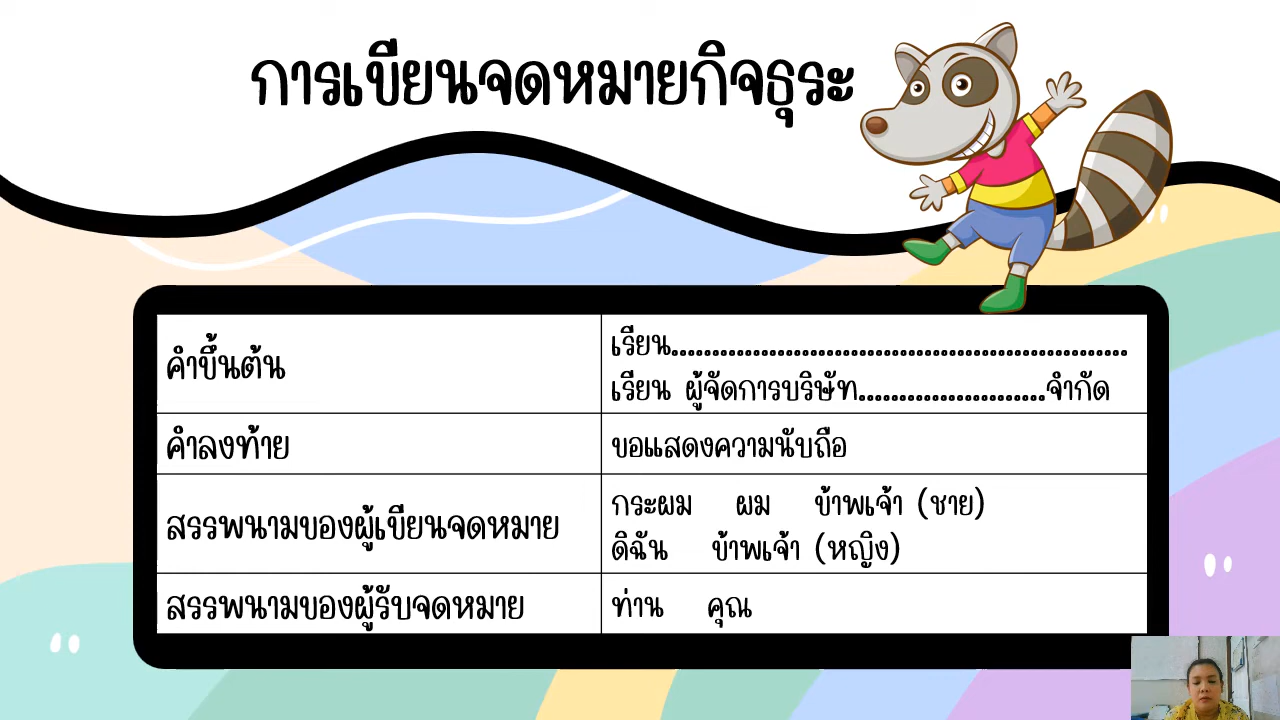 การเขียนจดหมายกิจธุระ
คำขึ้นต้น
เรียน.........................................................
เรียน ผู้จัดการบริษัท.......................จำกัด
คำลงท้าย
ขอแสดงความนับถือ
สรรพนามของผู้เขียนจดหมาย
กระผม ผม ข้าพเจ้า (ชาย)
ดิฉัน ข้าพเจ้า (หญิง)
สรรพนามของผู้รับจดหมาย
ท่าน คุณ